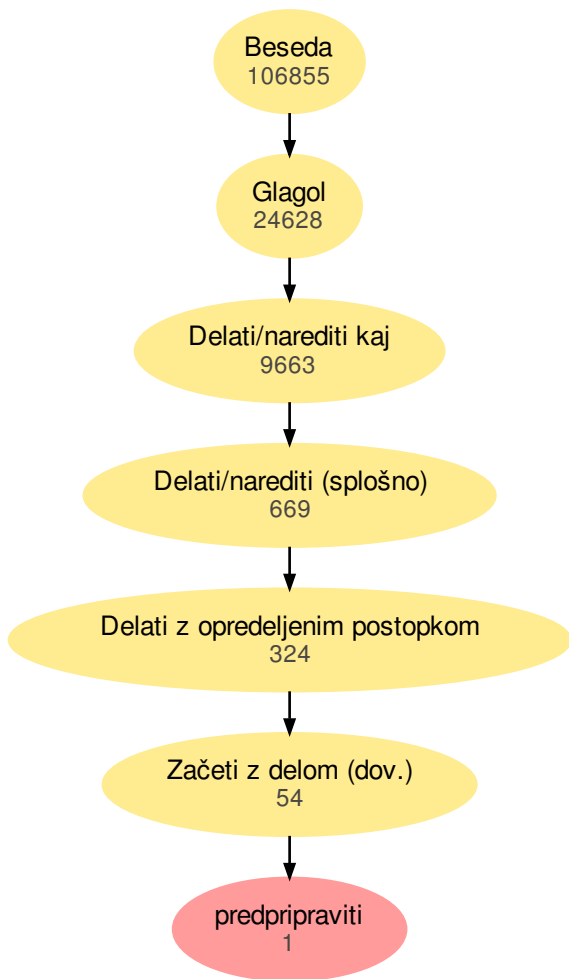 Beseda
106855
Glagol
24628
Delati/narediti kaj
9663
Delati/narediti (splošno)
669
Delati z opredeljenim postopkom
324
Začeti z delom (dov.)
54
predpripraviti
1